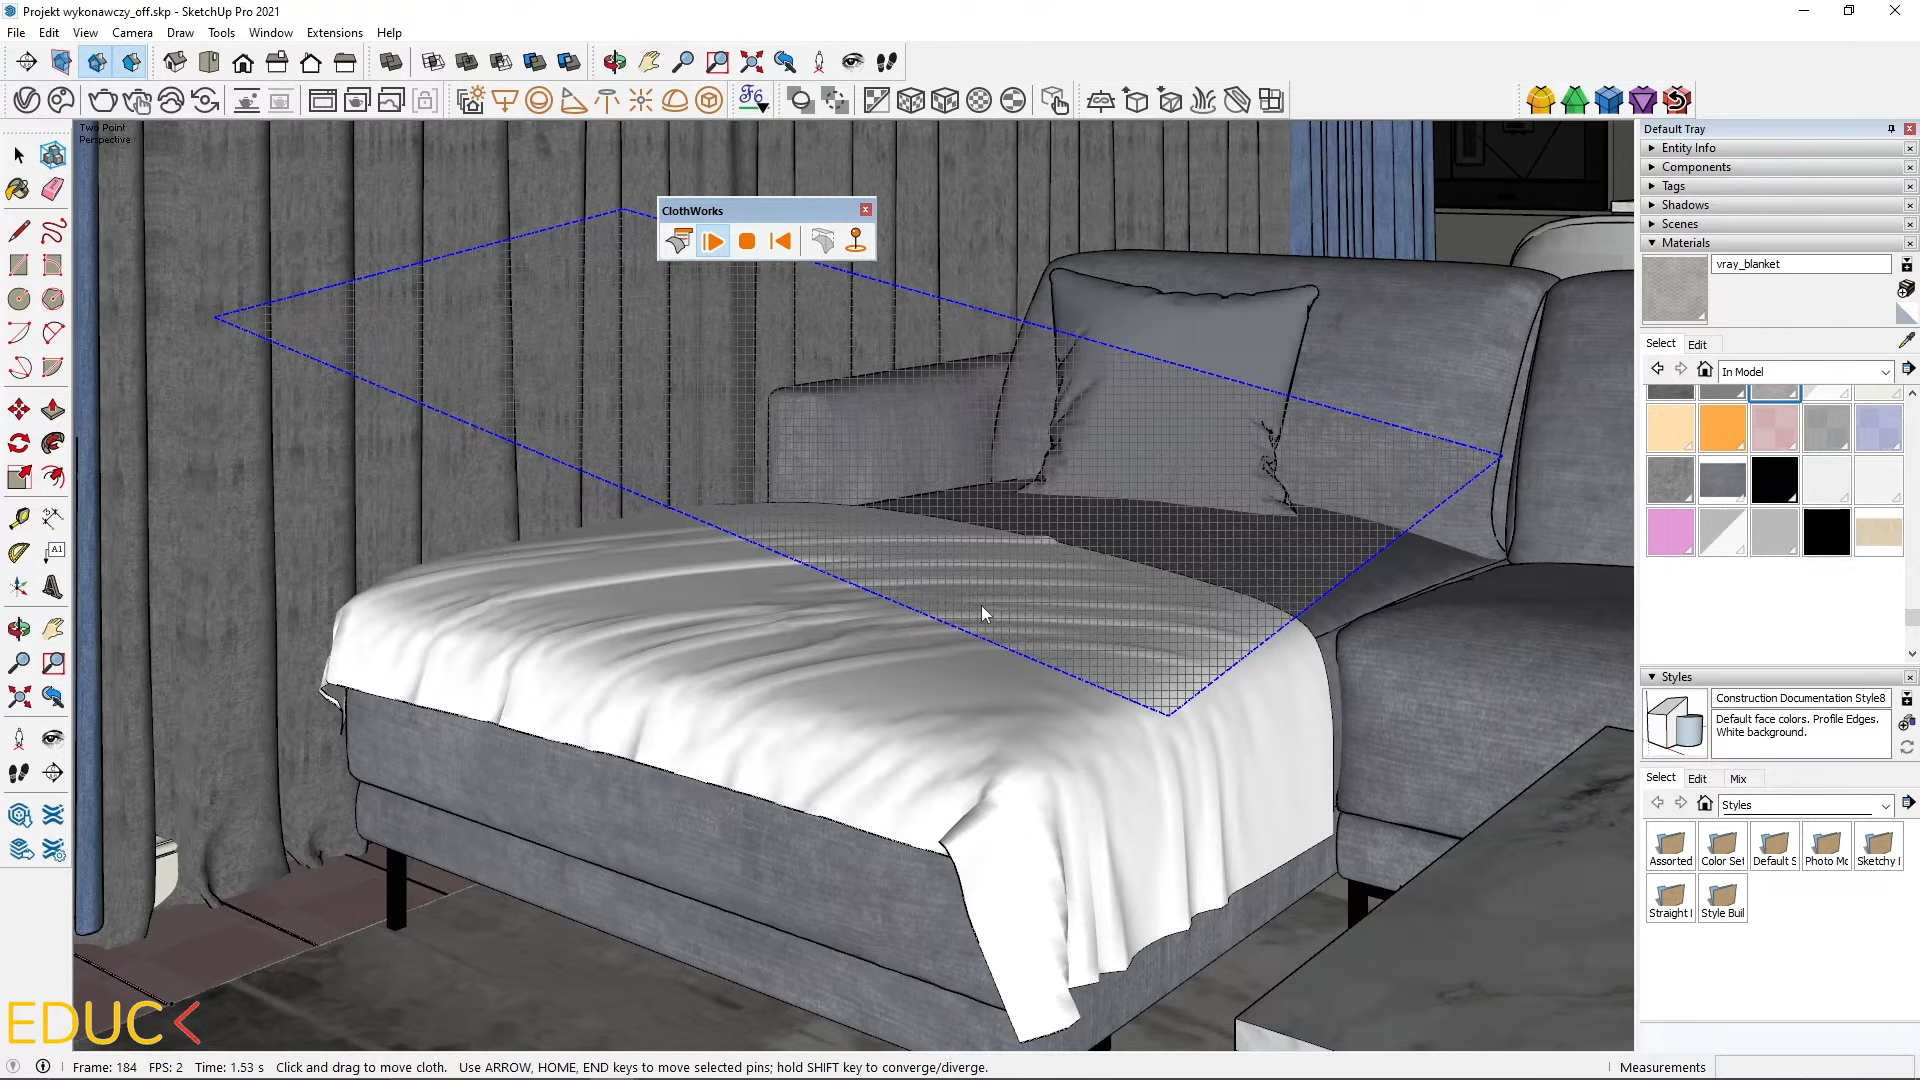 Projekt wykonawczy_off.skp - SketchUp Pro 2021
File Edit View Camera Draw Tools Window Extensions Help
F6
Two Point
Perspective
ClothWorks
A1
Default Tray
Entity Info
Components
Tags
Shadows
Scenes
Materials
vray_blanket
Select Edit
In Model
Styles
Construction Documentation Style8
Default face colors. Profile Edges.
White background.
Select Edit Mix
Styles
Assorted Color Set Default S Photo Mo Sketchy I
Straight l Style Buil
EDUC
Frame: 184 FPS: 2 Time: 1.53 s Click and drag to move cloth. Use ARROW, HOME, END keys to move selected pins; hold SHIFT key to converge/diverge.
Measurements